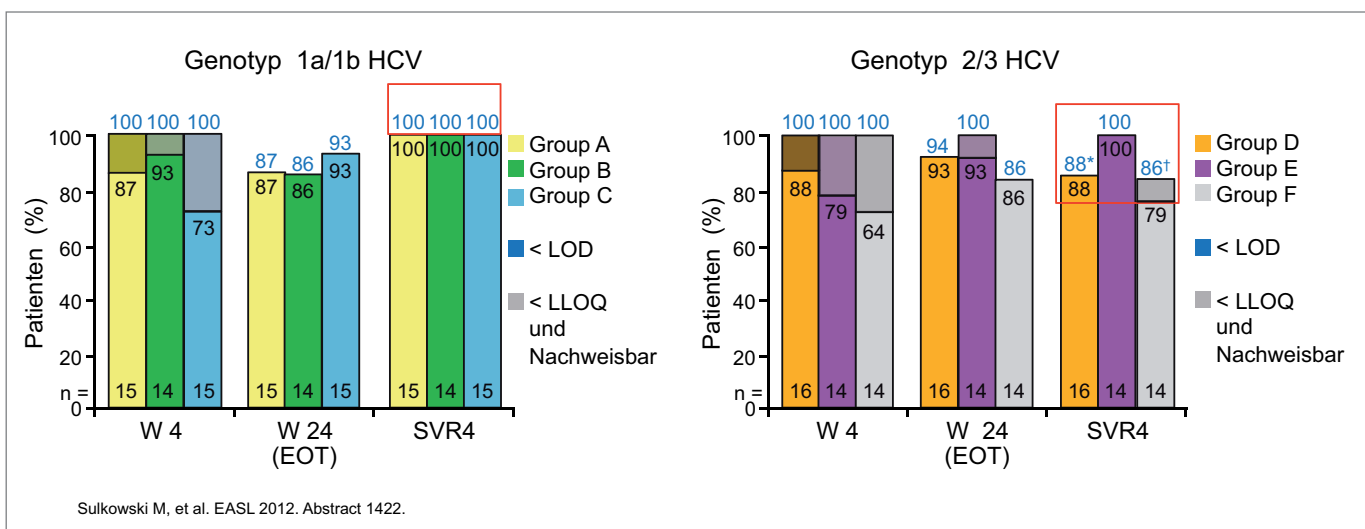 Genotyp 1a/1b HCV
100 100 100
87 93 73
87 86 93
87 86 93
100 100 100
100 100 100
Patienten (%)
100
80
60
40
20
n =
0
15 14 15
15 14 15
15 14 15
W 4
W 24
(EOT)
SVR4
Group A
Group B
Group C
< LOD
< LLOQ
und
Nachweisbar
Genotyp 2/3 HCV
100 100 100
88 79 64
94 100 86
93 93 86
88* 100 86†
88 100 79
Patienten (%)
100
80
60
40
20
n =
0
16 14 14
16 14 14
16 14 14
W 4
W 24
(EOT)
SVR4
Group D
Group E
Group F
< LOD
< LLOQ
und
Nachweisbar
Sulkowski M, et al. EASL 2012. Abstract 1422.